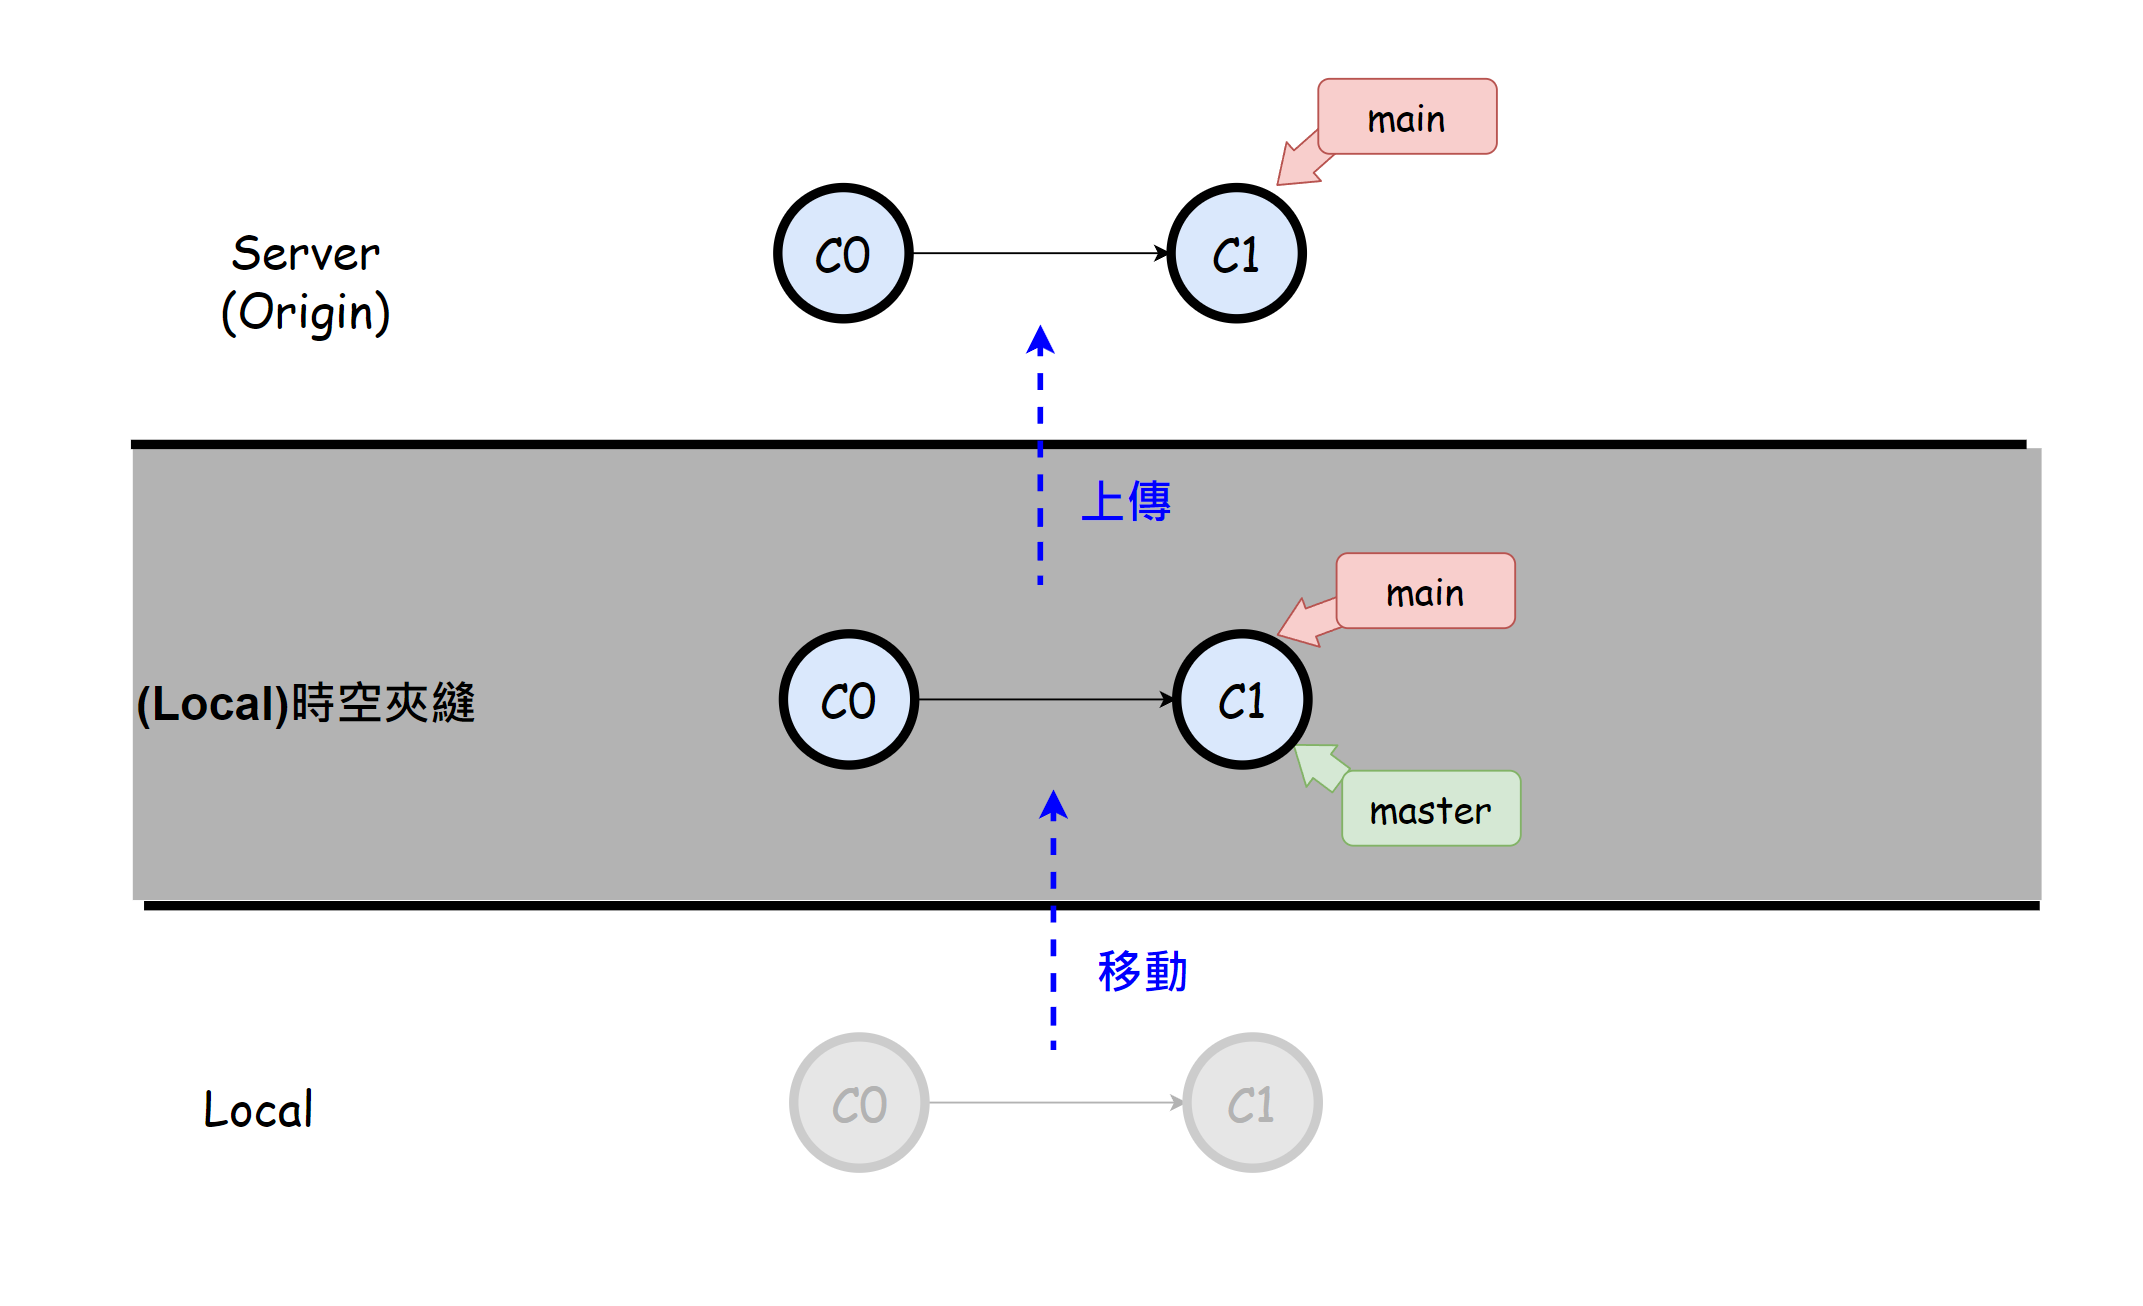 main
C0
C1
Server
(Origin)
上傳
main
(Local)時空夾縫
C0
C1
master
移動
C0
C1
Local